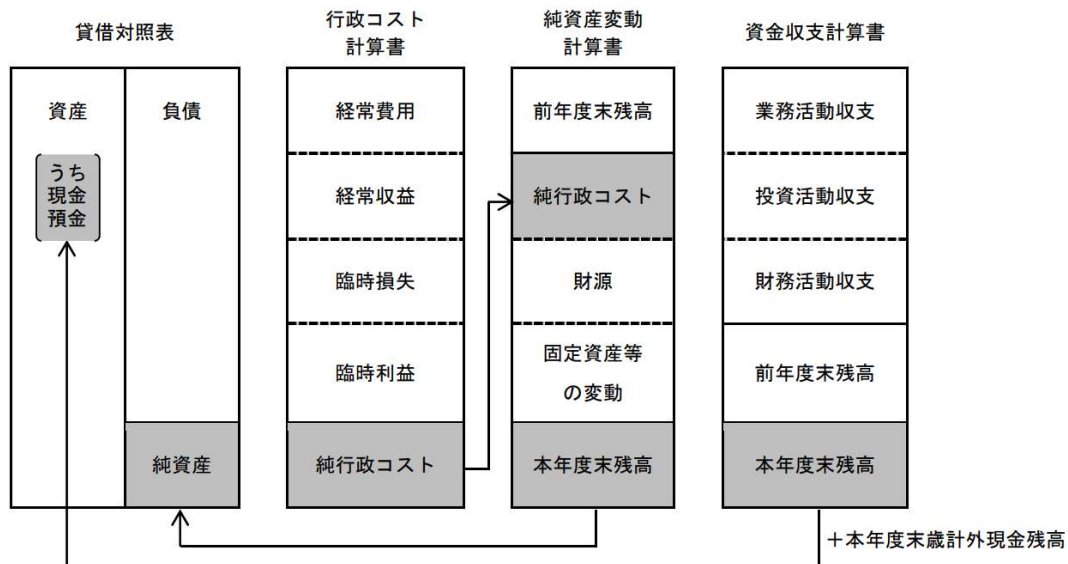 貸借対照表
資産
うち
現金
預金
負債
純資産
行政コスト
計算書
経常費用
経常収益
臨時損失
臨時利益
純行政コスト
純資産変動
計算書
前年度末残高
純行政コスト
財源
固定資産等
の変動
本年度末残高
資金収支計算書
業務活動収支
投資活動収支
財務活動収支
前年度末残高
本年度末残高
＋本年度末歳計外現金残高